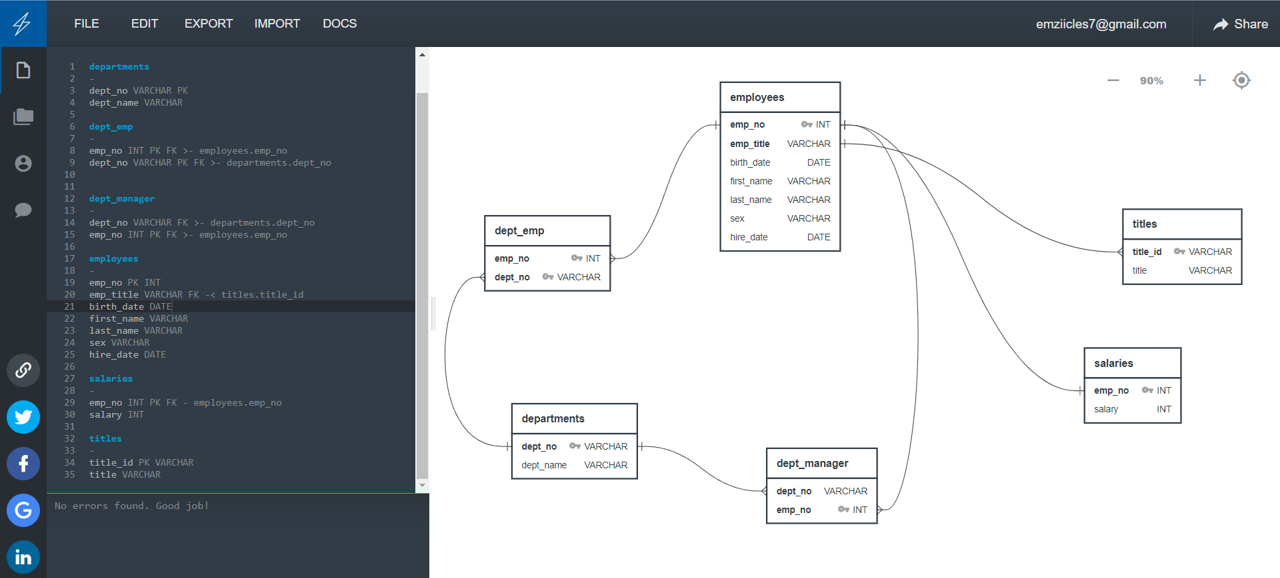 FILE EDIT EXPORT IMPORT DOCS emziicles7@gmail.com Share
1 departments
2 -
3 dept_no VARCHAR PK
4 dept_name VARCHAR
5
6 dept_emp
7 -
8 emp_no INT PK FK >- employees.emp_no
9 dept_no VARCHAR PK FK >- departments.dept_no
10
11
12 dept_manager
13 -
14 dept_no VARCHAR FK >- departments.dept_no
15 emp_no INT PK FK >- employees.emp_no
16
17 employees
18 -
19 emp_no PK INT
20 emp_title VARCHAR FK -< titles.title_id
21 birth_date DATE
22 first_name VARCHAR
23 last_name VARCHAR
24 sex VARCHAR
25 hire_date DATE
26
27 salaries
28 -
29 emp_no INT PK FK - employees.emp_no
30 salary INT
31
32 titles
33 -
34 title_id PK VARCHAR
35 title VARCHAR
No errors found. Good job!
90%
employees
emp_no INT
emp_title VARCHAR
birth_date DATE
first_name VARCHAR
last_name VARCHAR
sex VARCHAR
hire_date DATE
dept_emp
emp_no INT
dept_no VARCHAR
titles
title_id VARCHAR
title VARCHAR
salaries
emp_no INT
salary INT
departments
dept_no VARCHAR
dept_name VARCHAR
dept_manager
dept_no VARCHAR
emp_no INT